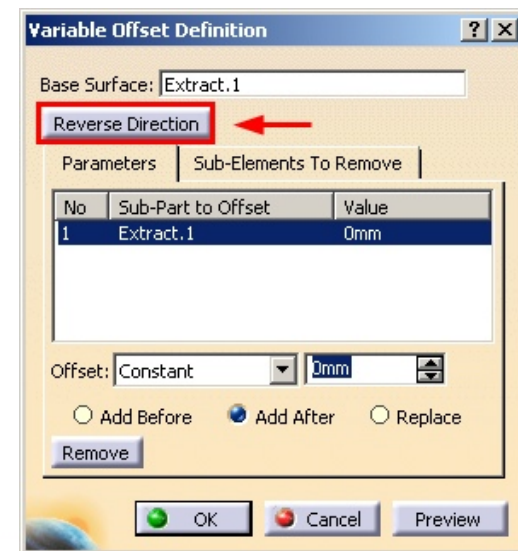 Variable Offset Definition ? X
Base Surface: Extract.1
Reverse Direction
Parameters Sub-Elements To Remove
No Sub-Part to Offset Value
1 Extract.1 0mm
Offset: Constant 0mm
Add Before Add After Replace
Remove
OK Cancel Preview